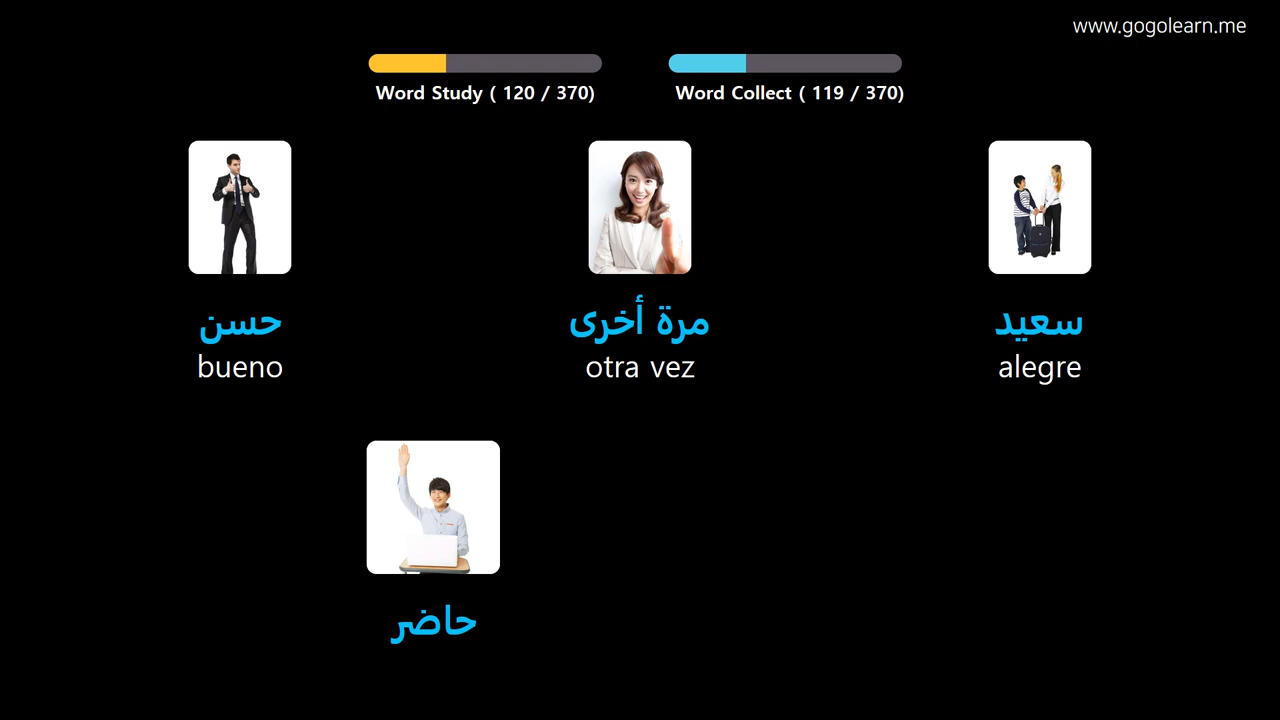 www.gogolearn.me
Word Study ( 120 / 370)
Word Collect ( 119 / 370)
حسن
bueno
مرة أخرى
otra vez
سعيد
alegre
حاضر